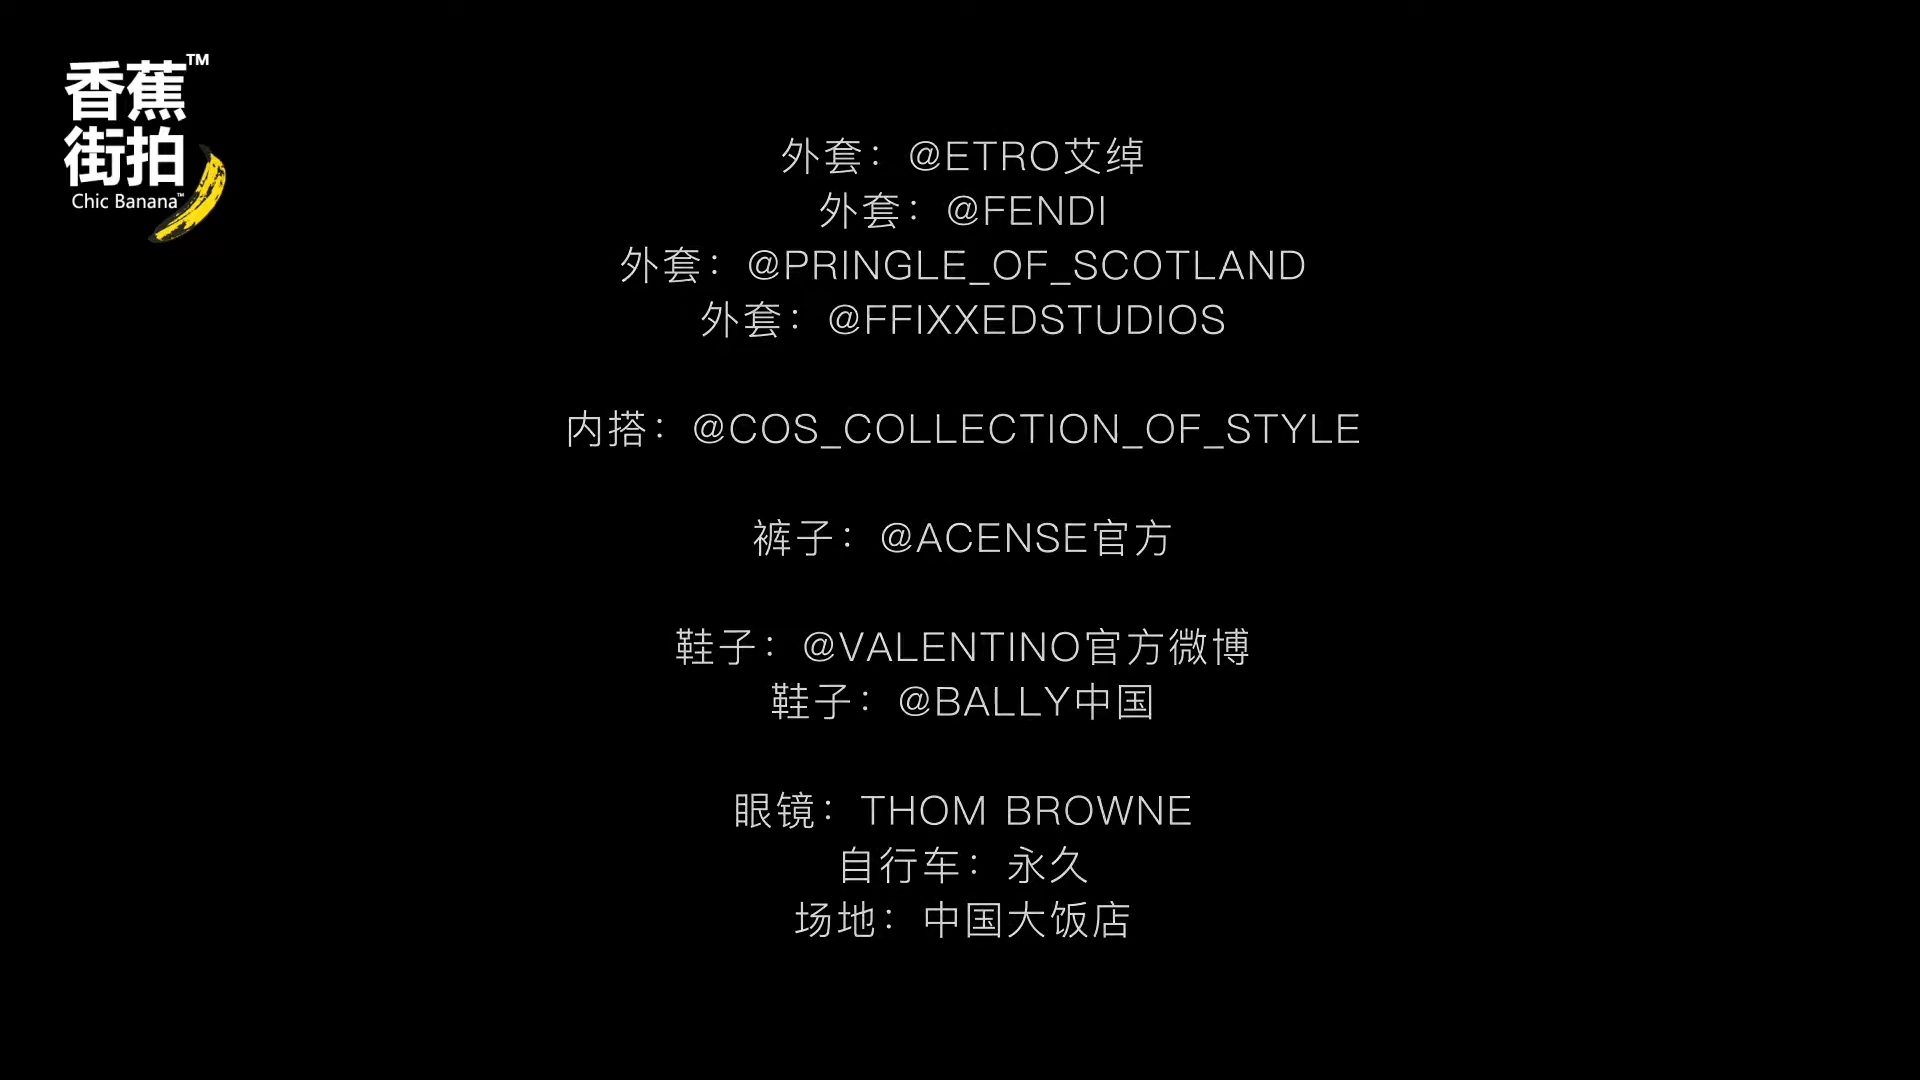 香蕉™
街拍
Chic Banana™
外套：@ETRO艾绰
外套：@FENDI
外套：@PRINGLE_OF_SCOTLAND
外套：@FFIXXEDSTUDIOS
内搭：@COS_COLLECTION_OF_STYLE
裤子：@ACENSE官方
鞋子：@VALENTINO官方微博
鞋子：@BALLY中国
眼镜：THOM BROWNE
自行车：永久
场地：中国大饭店